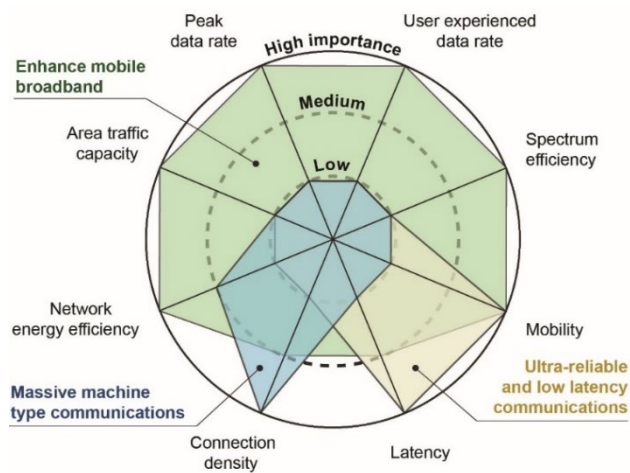 Peak
data rate
User experienced
data rate
High importance
Enhance mobile
broadband
Medium
Area traffic
capacity
Spectrum
efficiency
Low
Network
energy efficiency
Mobility
Massive machine
type communications
Ultra-reliable
and low latency
communications
Connection
density
Latency